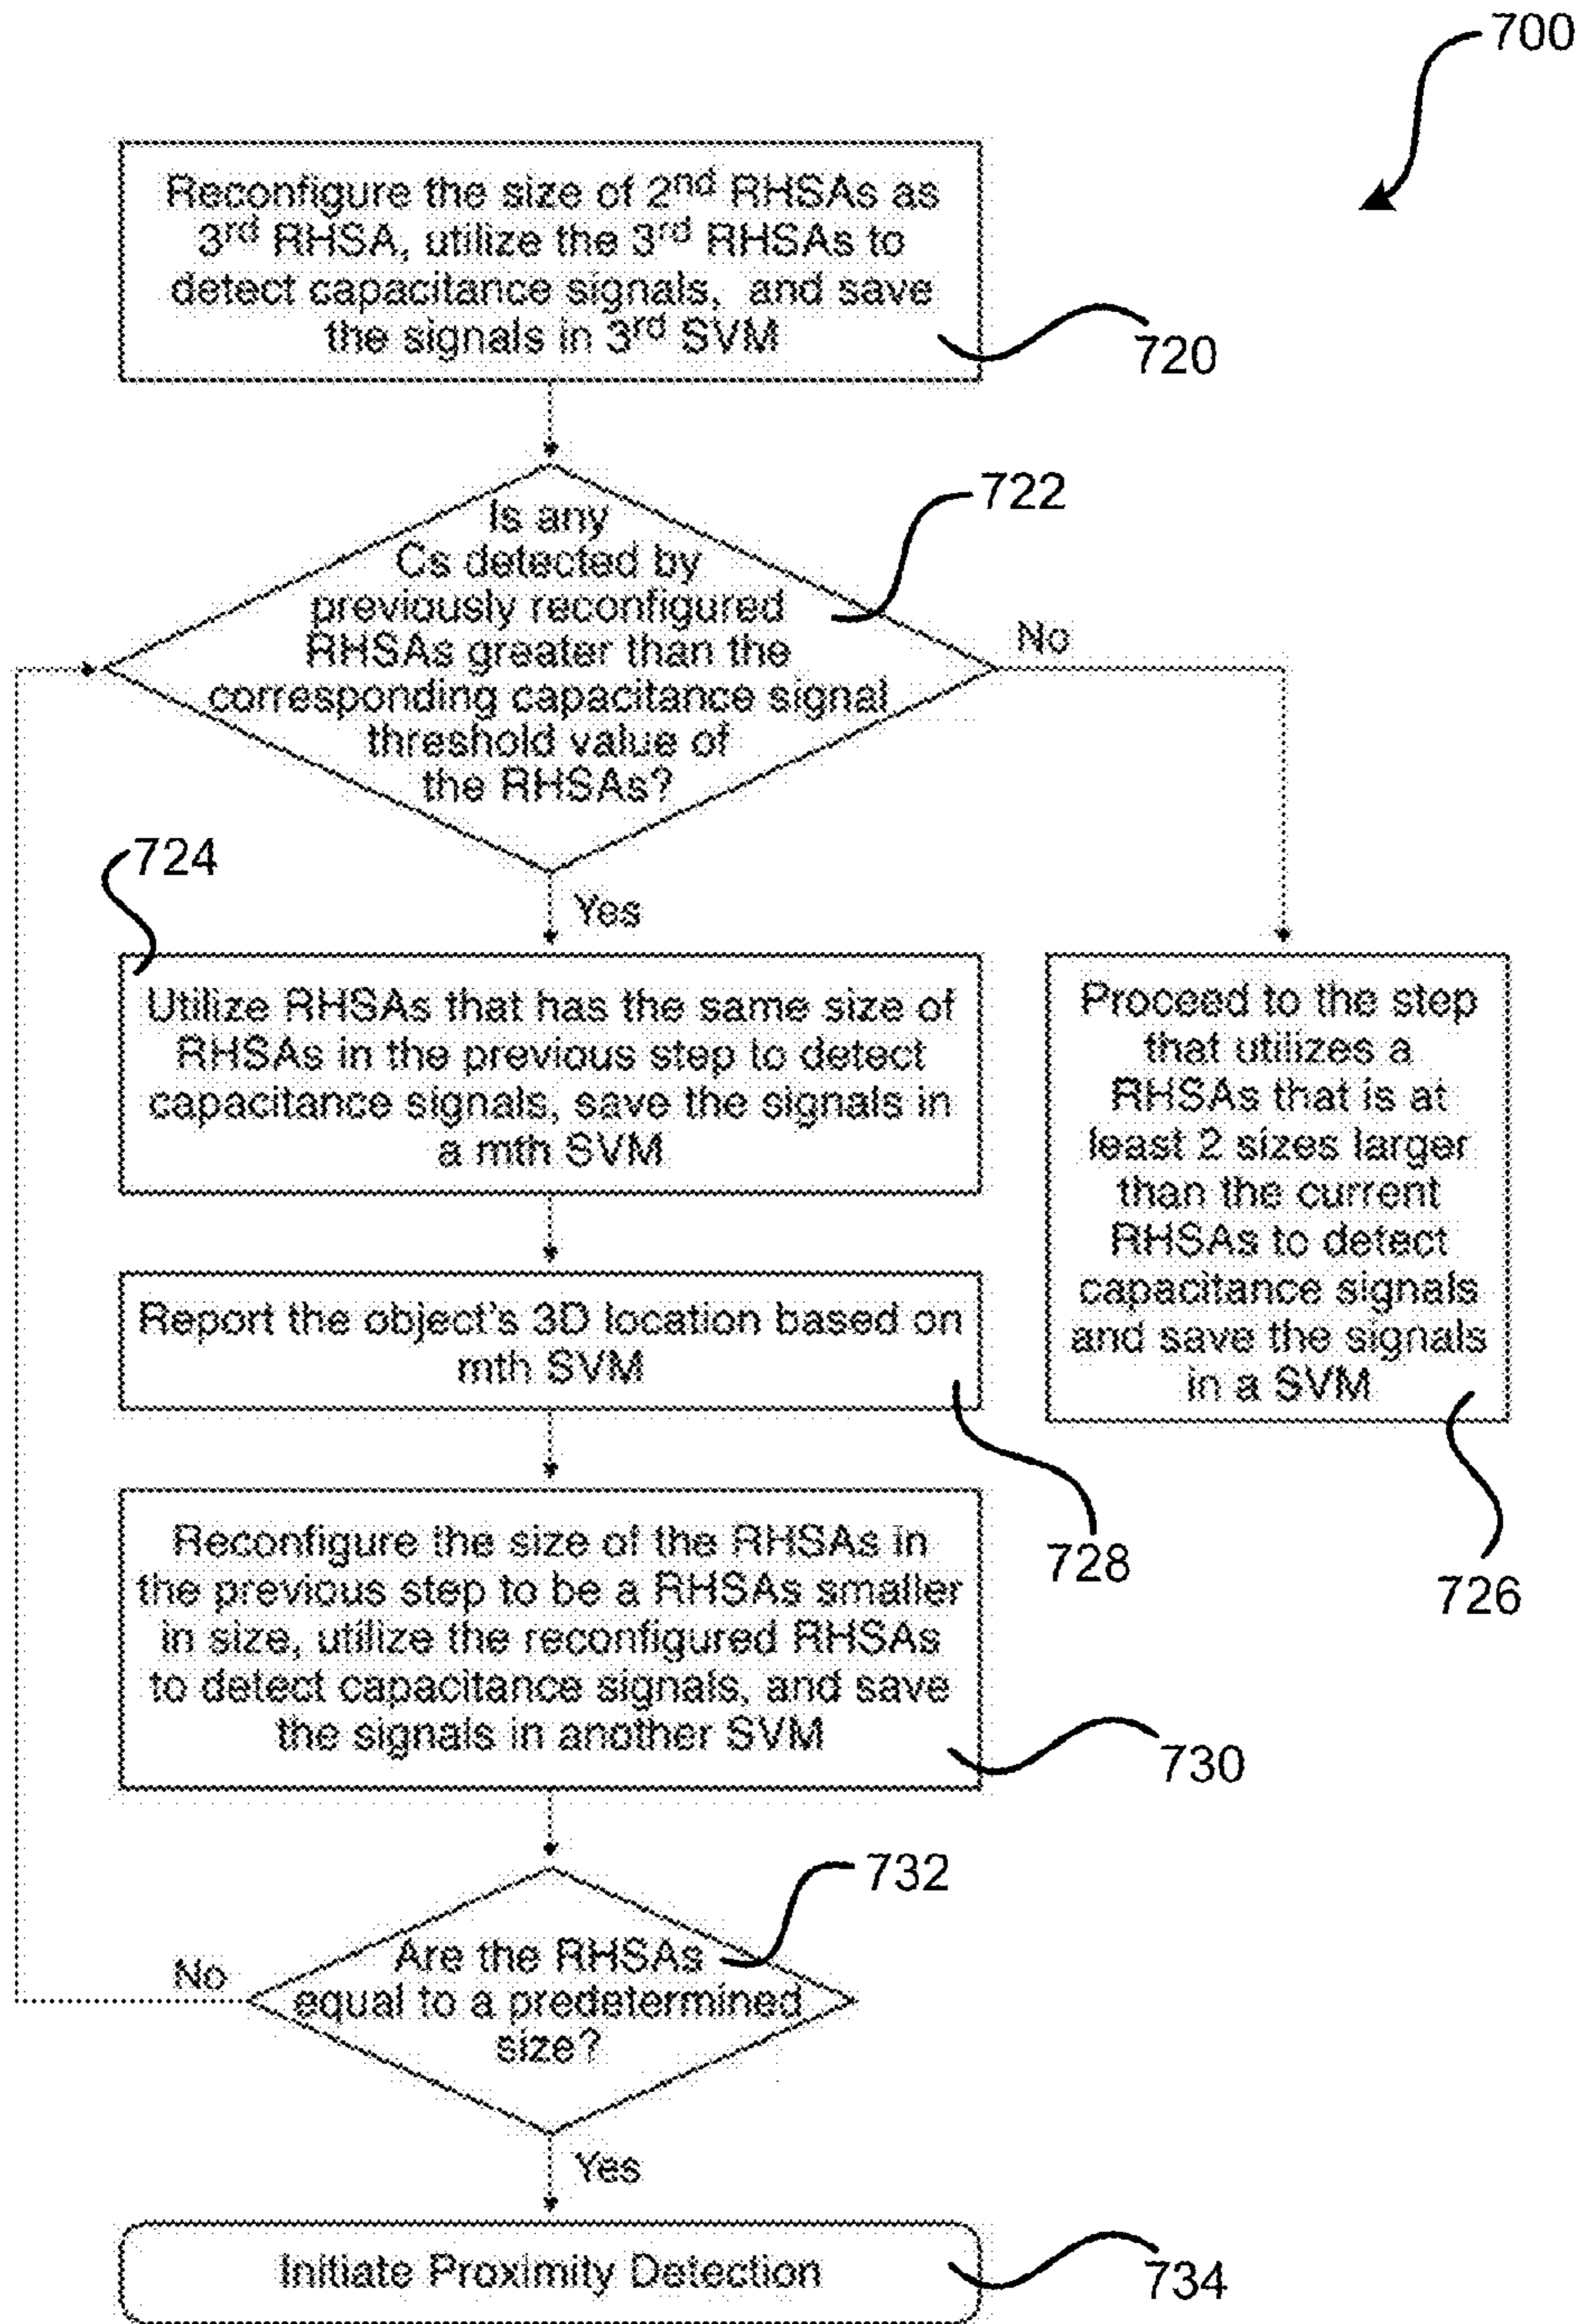 700
Reconfigure the size of 2nd RHSAs as
3rd RHSA, utilize the 3rd RHSAs to
detect capacitance signals, and save
the signals in 3rd SVM
720
722
Is any
Cs detected by
previously reconfigured
RHSAs greater than the
corresponding capacitance signal
threshold value of
the RHSAs?
No
724
Yes
Utilize RHSAs that has the same size of
RHSAs in the previous step to detect
capacitance signals, save the signals in
a mth SVM
Proceed to the step
that utilizes a
RHSAs that is at
least 2 sizes larger
than the current
RHSAs to detect
capacitance signals
and save the signals
in a SVM
726
Report the object's 3D location based on
mth SVM
728
Reconfigure the size of the RHSAs in
the previous step to be a RHSAs smaller
in size, utilize the reconfigured RHSAs
to detect capacitance signals, and save
the signals in another SVM
730
732
Are the RHSAs
equal to a predetermined
size?
No
Yes
Initiate Proximity Detection
734